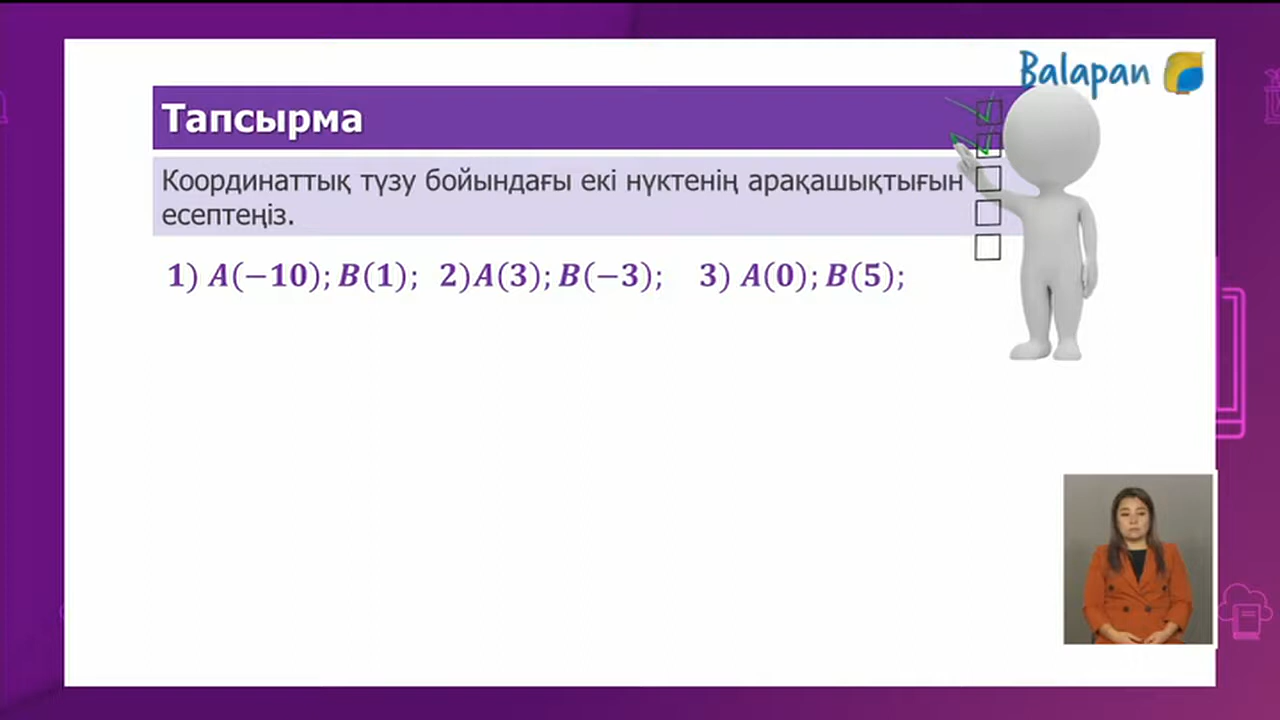 Balapan
Тапсырма
Координаттық түзу бойындағы екі нүктенің арақашықтығын
есептеңіз.
1) A(−10); B(1); 2)A(3); B(−3); 3) A(0); B(5);